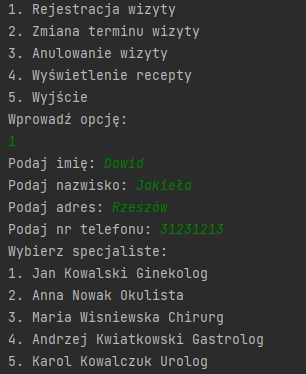 1. Rejestracja wizyty
2. Zmiana terminu wizyty
3. Anulowanie wizyty
4. Wyświetlenie recepty
5. Wyjście
Wprowadź opcję:
1
Podaj imię: Dawid
Podaj nazwisko: Jakieła
Podaj adres: Rzeszów
Podaj nr telefonu: 31231213
Wybierz specjaliste:
1. Jan Kowalski Ginekolog
2. Anna Nowak Okulista
3. Maria Wisniewska Chirurg
4. Andrzej Kwiatkowski Gastrolog
5. Karol Kowalczuk Urolog